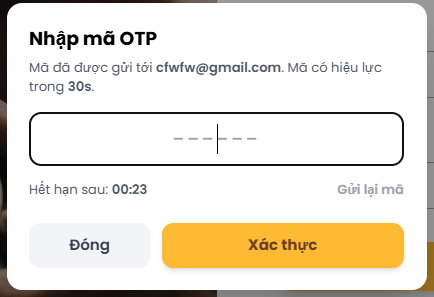 Nhập mã OTP
Mã đã được gửi tới cfwfw@gmail.com. Mã có hiệu lực
trong 30s.
Hết hạn sau: 00:23 Gửi lại mã
Đóng Xác thực